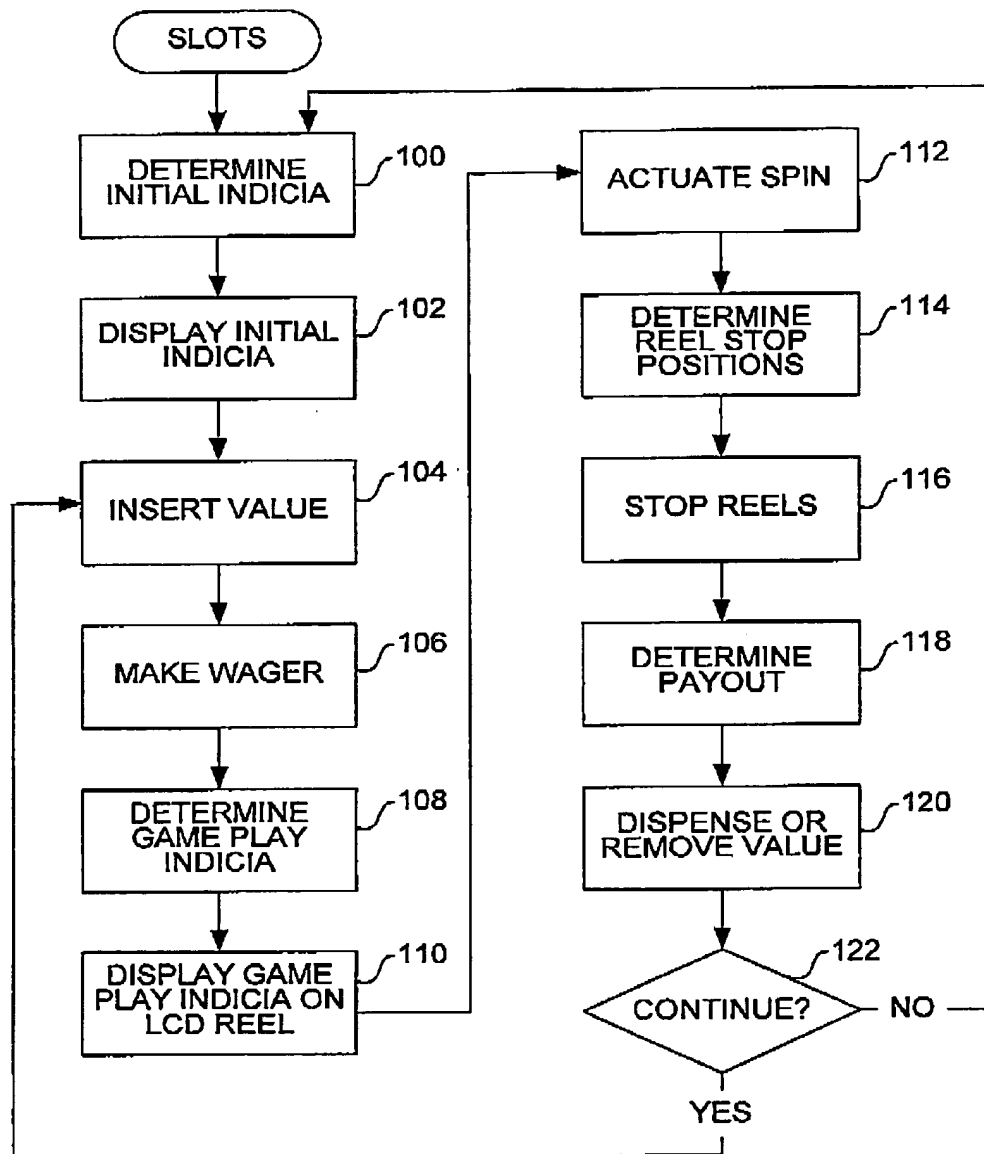 SLOTS
DETERMINE
INITIAL INDICIA
100
DISPLAY INITIAL
INDICIA
102
INSERT VALUE
104
MAKE WAGER
106
DETERMINE
GAME PLAY
INDICIA
108
DISPLAY GAME
PLAY INDICIA ON
LCD REEL
110
ACTUATE SPIN
112
DETERMINE
REEL STOP
POSITIONS
114
STOP REELS
116
DETERMINE
PAYOUT
118
DISPENSE OR
REMOVE VALUE
120
CONTINUE?
122
NO
YES